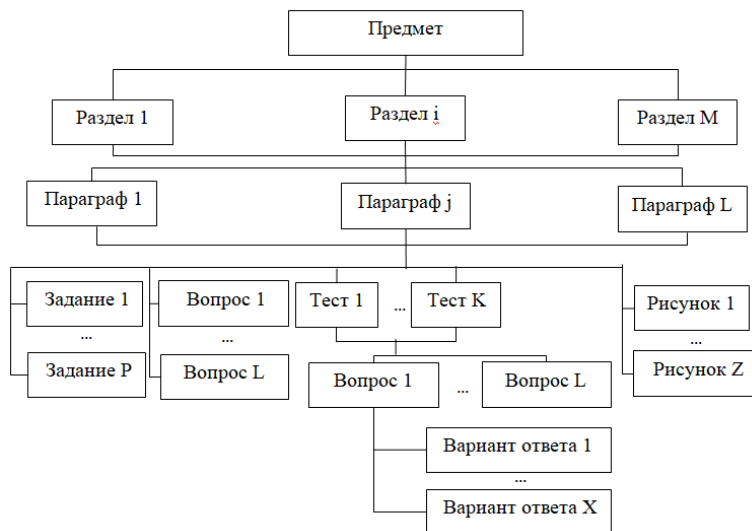 Предмет
Раздел 1
Раздел i
Раздел M
Параграф 1
Параграф j
Параграф L
Задание 1
Вопрос 1
Тест 1
...
Тест K
Рисунок 1
...
...
...
Задание P
Вопрос L
Рисунок Z
Вопрос 1
...
Вопрос L
Вариант ответа 1
...
Вариант ответа X